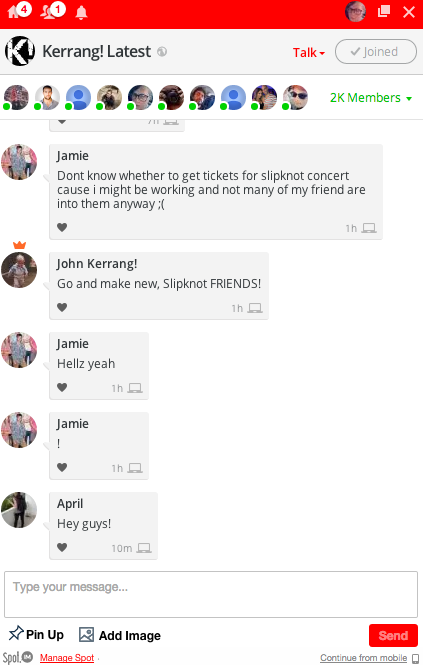 4
1
Kerrang! Latest
Talk
Joined
2K Members
7h
Jamie
Dont know whether to get tickets for slipknot concert
cause i might be working and not many of my friend are
into them anyway ;(
1h
John Kerrang!
Go and make new, Slipknot FRIENDS!
1h
Jamie
Hellz yeah
1h
Jamie
!
1h
April
Hey guys!
10m
Type your message...
Pin Up
Add Image
Send
Spot.IM
Manage Spot
Continue from mobile